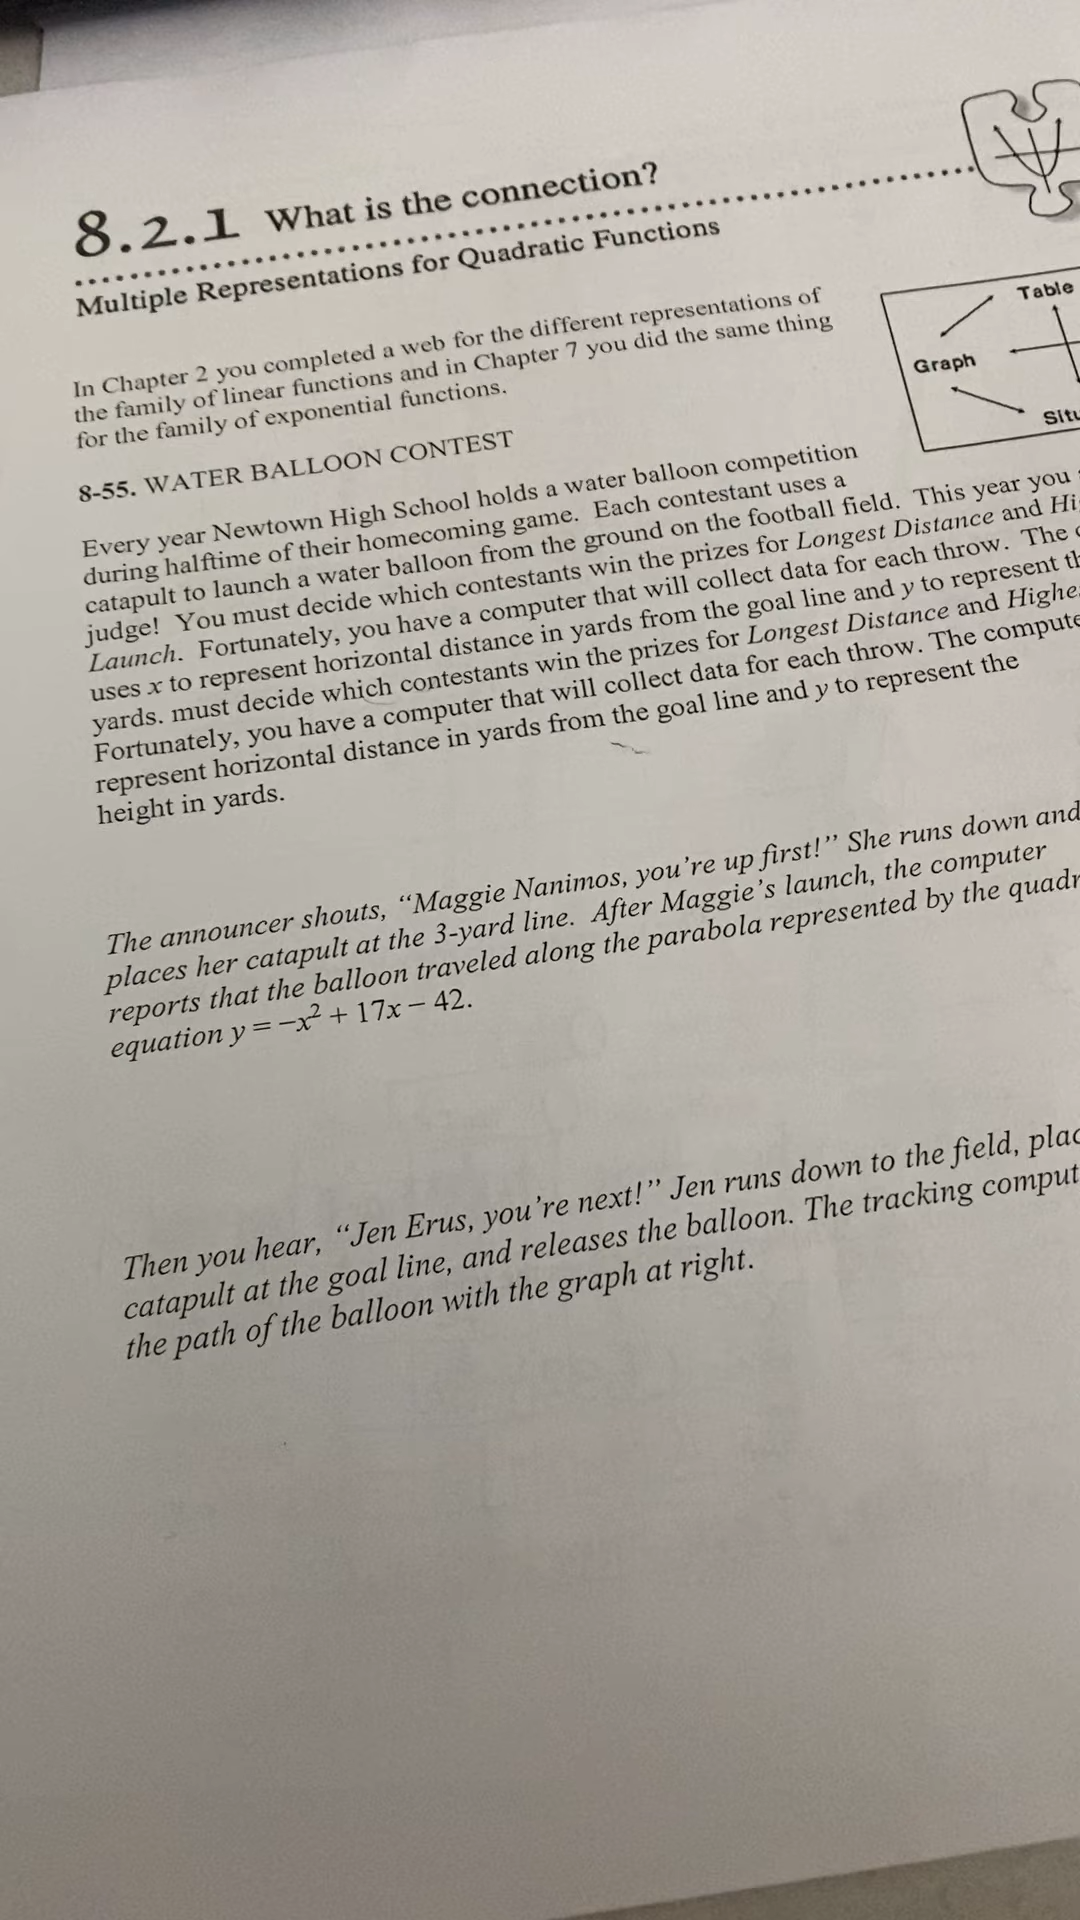 8.2.1 What is the connection?
Multiple Representations for Quadratic Functions
In Chapter 2 you completed a web for the different representations of
the family of linear functions and in Chapter 7 you did the same thing
for the family of exponential functions.
Table
Graph
8-55. WATER BALLOON CONTEST
Every year Newtown High School holds a water balloon competition
during halftime of their homecoming game. Each contestant uses a
catapult to launch a water balloon from the ground on the football field. This year you
judge! You must decide which contestants win the prizes for Longest Distance and
Launch. Fortunately, you have a computer that will collect data for each throw. The
uses x to represent horizontal distance in yards from the goal line and y to represent
yards. must decide which contestants win the prizes for Longest Distance and
Fortunately, you have a computer that will collect data for each throw. The
represent horizontal distance in yards from the goal line and y to represent the
height in yards.
The announcer shouts, “Maggie Nanimos, you’re up first!” She runs down and
places her catapult at the 3-yard line. After Maggie’s launch, the computer
reports that the balloon traveled along the parabola represented by the
equation y = –x² + 17x – 42.
Then you hear, “Jen Erus, you’re next!” Jen runs down to the field,
catapult at the goal line, and releases the balloon. The tracking
the path of the balloon with the graph at right.